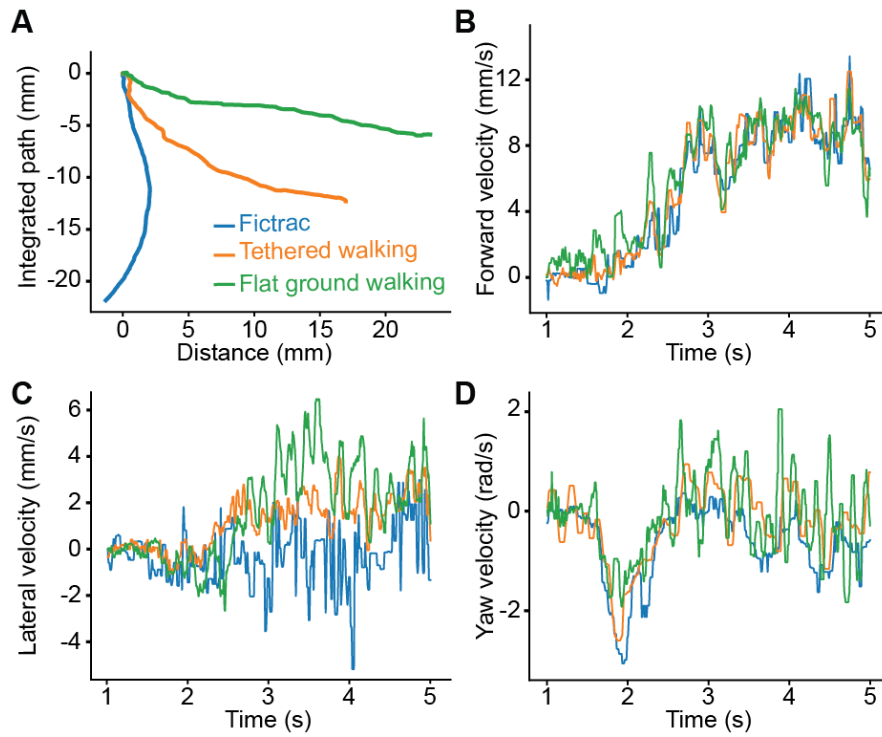 A
Integrated path (mm)
0
-5
-10
-15
-20
Fictrac
Tethered walking
Flat ground walking
0
5
10
15
20
Distance (mm)
B
Forward velocity (mm/s)
12
8
4
0
1
2
3
4
5
Time (s)
C
Lateral velocity (mm/s)
6
4
2
0
-2
-4
1
2
3
4
5
Time (s)
D
Yaw velocity (rad/s)
2
0
-2
1
2
3
4
5
Time (s)